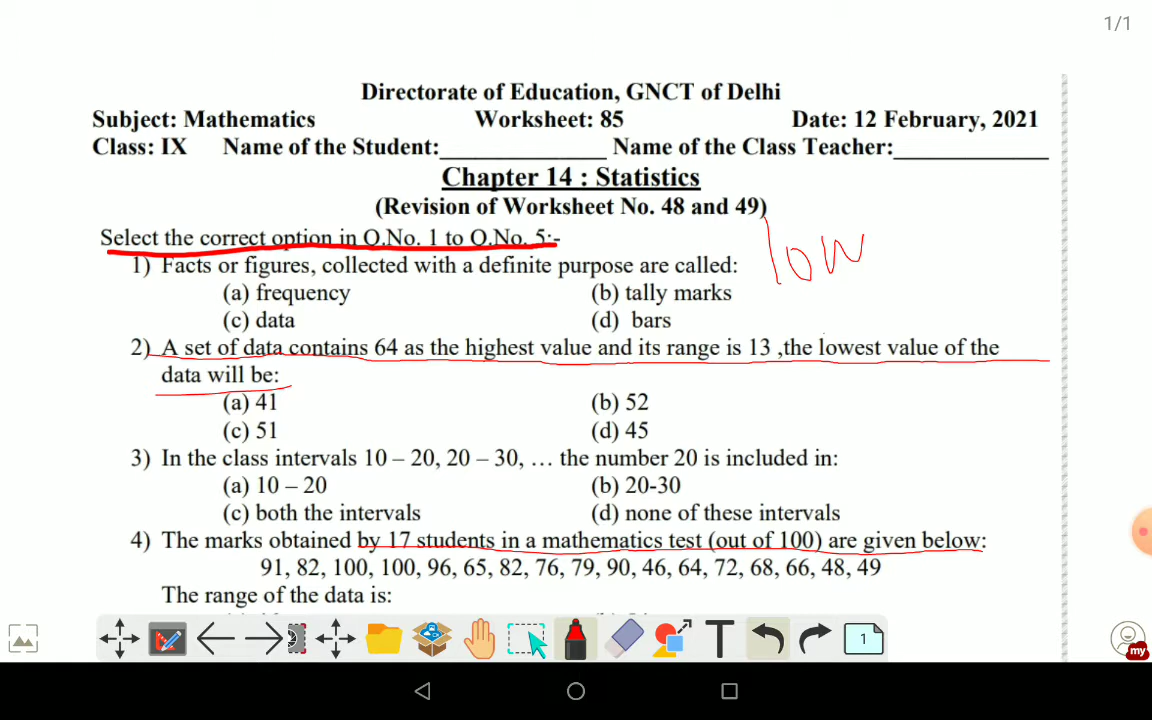 1/1
Directorate of Education, GNCT of Delhi
Subject: Mathematics Worksheet: 85 Date: 12 February, 2021
Class: IX Name of the Student:_____________ Name of the Class Teacher:_____________
Chapter 14 : Statistics
(Revision of Worksheet No. 48 and 49)
low
Select the correct option in Q.No. 1 to Q.No. 5:-
1) Facts or figures, collected with a definite purpose are called:
(a) frequency (b) tally marks
(c) data (d) bars
2) A set of data contains 64 as the highest value and its range is 13 ,the lowest value of the
data will be:
(a) 41 (b) 52
(c) 51 (d) 45
3) In the class intervals 10 – 20, 20 – 30, … the number 20 is included in:
(a) 10 – 20 (b) 20-30
(c) both the intervals (d) none of these intervals
4) The marks obtained by 17 students in a mathematics test (out of 100) are given below:
91, 82, 100, 100, 96, 65, 82, 76, 79, 90, 46, 64, 72, 68, 66, 48, 49
The range of the data is:
T 1 my